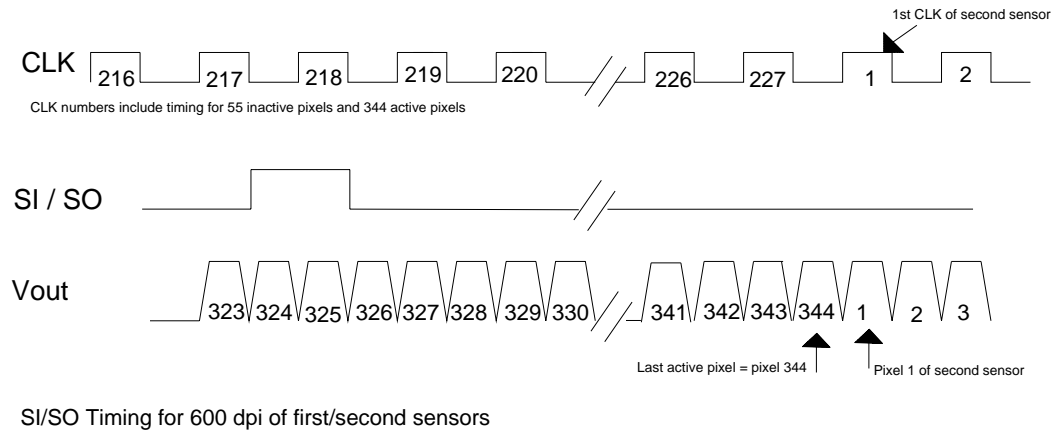 1st CLK of second sensor
CLK
216 217 218 219 220 226 227 1 2
CLK numbers include timing for 55 inactive pixels and 344 active pixels
SI / SO
Vout
323 324 325 326 327 328 329 330 341 342 343 344 1 2 3
Last active pixel = pixel 344
Pixel 1 of second sensor
SI/SO Timing for 600 dpi of first/second sensors